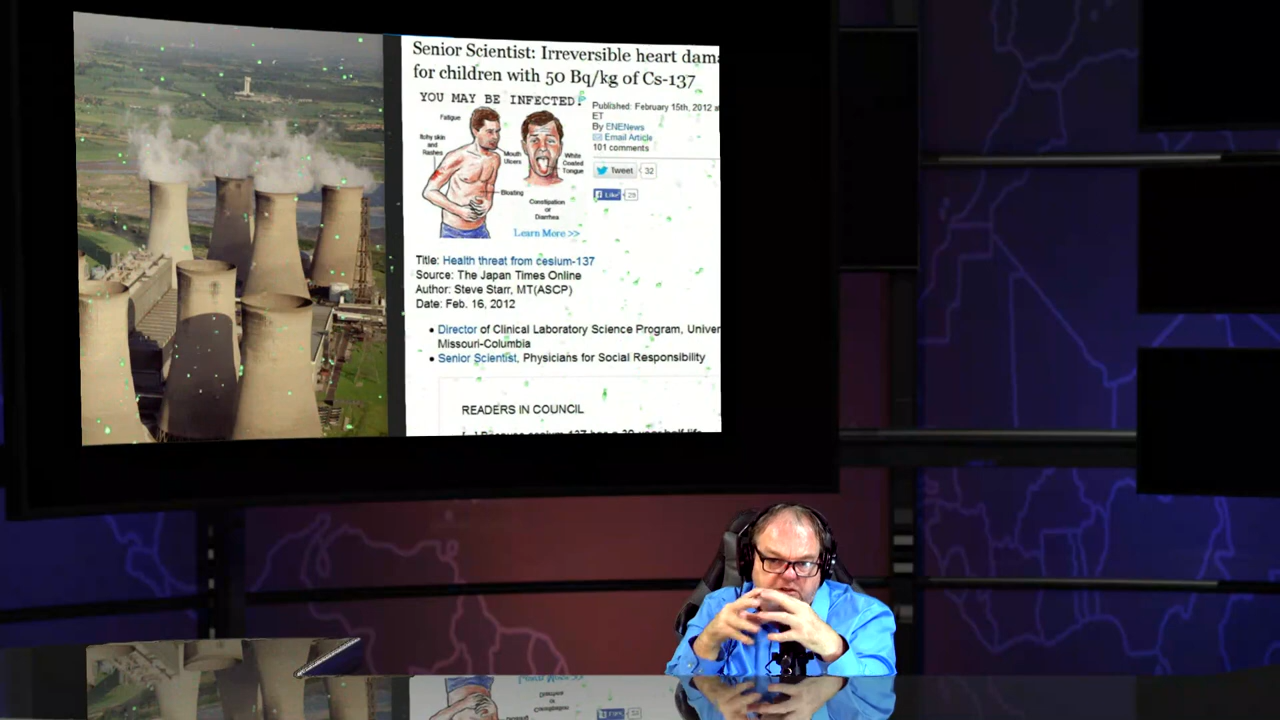 Senior Scientist: Irreversible heart dama
for children with 50 Bq/kg of Cs-137
YOU MAY BE INFECTED!
Fatigue
Itchy skin
and
Rashes
Mouth
Ulcers
White
Coated
Tongue
Bloating
Constipation
or
Diarrhea
Learn More >>
Published: February 15th, 2012 at
ET
By ENENews
Email Article
101 comments
Tweet 32
Like 29
Title: Health threat from cesium-137
Source: The Japan Times Online
Author: Steve Starr, MT(ASCP)
Date: Feb. 16, 2012
Director of Clinical Laboratory Science Program, Univer
Missouri-Columbia
Senior Scientist, Physicians for Social Responsibility
READERS IN COUNCIL